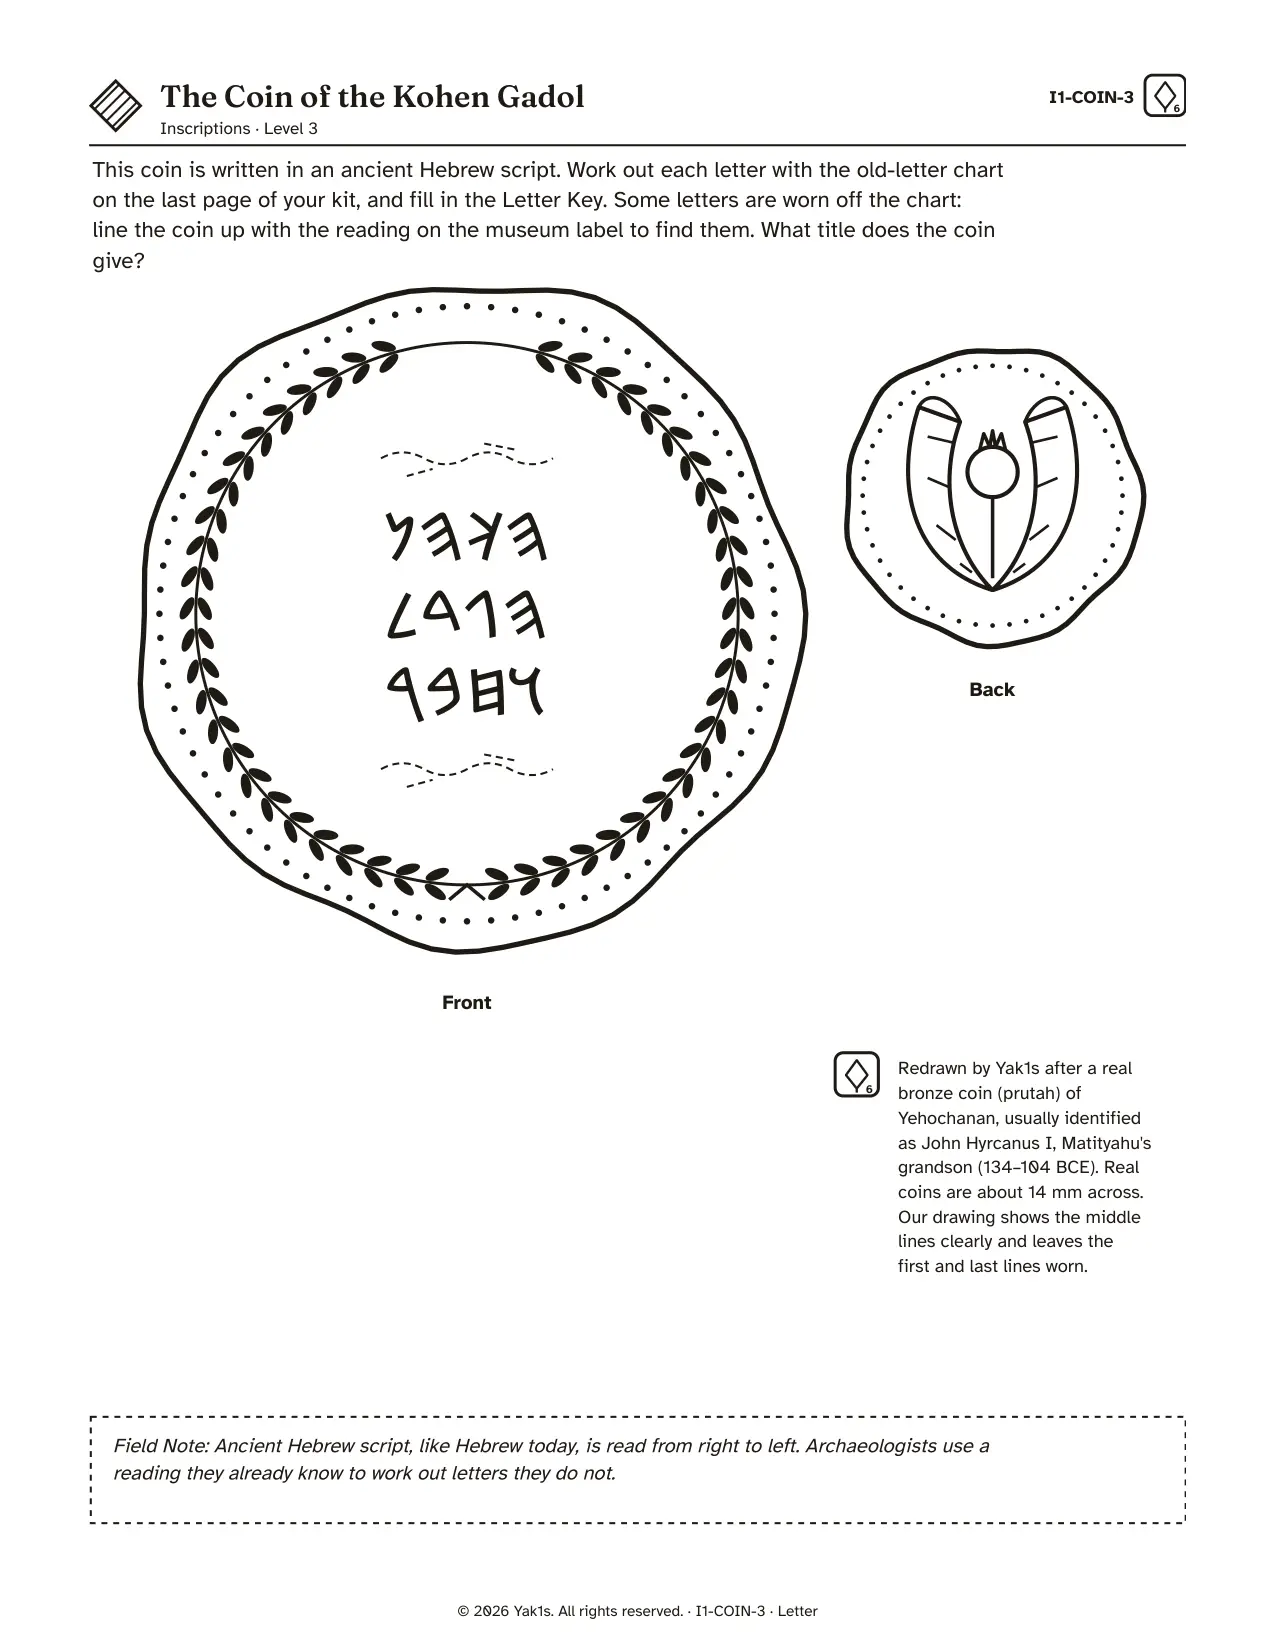 The Coin of the Kohen Gadol
Inscriptions · Level 3
I1-COIN-3
6
This coin is written in an ancient Hebrew script. Work out each letter with the old-letter chart
on the last page of your kit, and fill in the Letter Key. Some letters are worn off the chart:
line the coin up with the reading on the museum label to find them. What title does the coin
give?
𐤄𐤊𐤄𐤍
𐤄𐤂𐤃𐤋
𐤅𐤇𐤁𐤓
Back
Front
6
Redrawn by Yak1s after a real
bronze coin (prutah) of
Yehochanan, usually identified
as John Hyrcanus I, Matityahu's
grandson (134–104 BCE). Real
coins are about 14 mm across.
Our drawing shows the middle
lines clearly and leaves the
first and last lines worn.
Field Note: Ancient Hebrew script, like Hebrew today, is read from right to left. Archaeologists use a
reading they already know to work out letters they do not.
© 2026 Yak1s. All rights reserved. · I1-COIN-3 · Letter